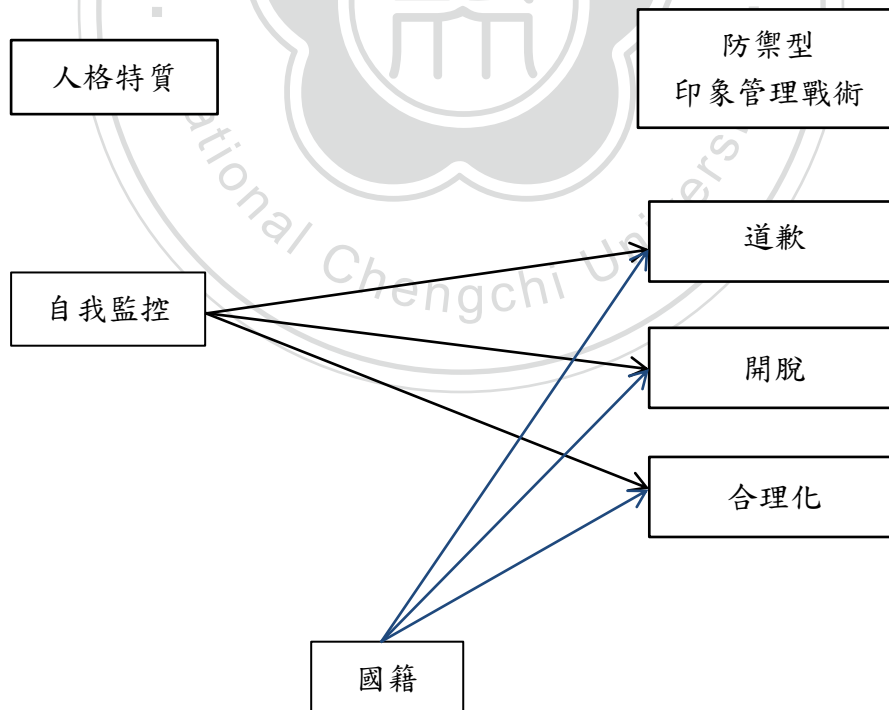 人格特質
防禦型
印象管理戰術
道歉
自我監控
開脫
合理化
國籍
ational Chengchi Univers